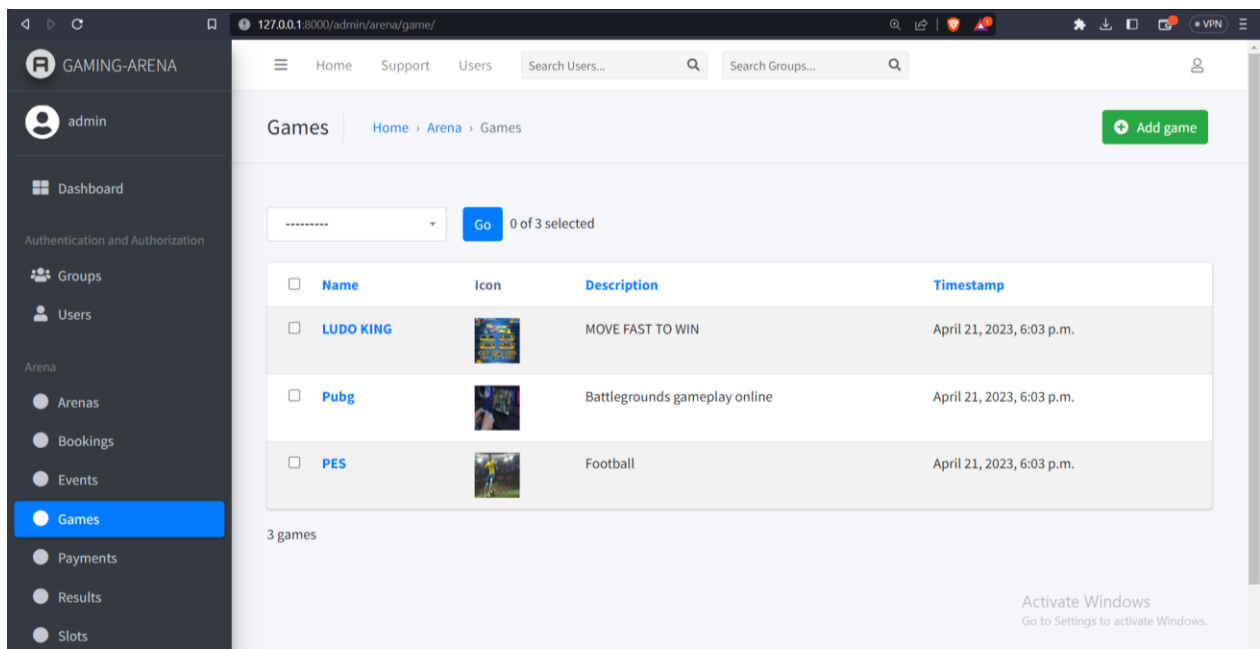 127.0.0.1:8000/admin/arena/game/
VPN
GAMING-ARENA
Home Support Users Search Users... Search Groups...
admin
Games Home › Arena › Games Add game
Dashboard
--------- Go 0 of 3 selected
Authentication and Authorization
Groups
Users
Name Icon Description Timestamp
LUDO KING MOVE FAST TO WIN April 21, 2023, 6:03 p.m.
Arena
Arenas
Pubg Battlegrounds gameplay online April 21, 2023, 6:03 p.m.
Bookings
PES Football April 21, 2023, 6:03 p.m.
Events
Games
3 games
Payments
Results
Slots
Activate Windows
Go to Settings to activate Windows.